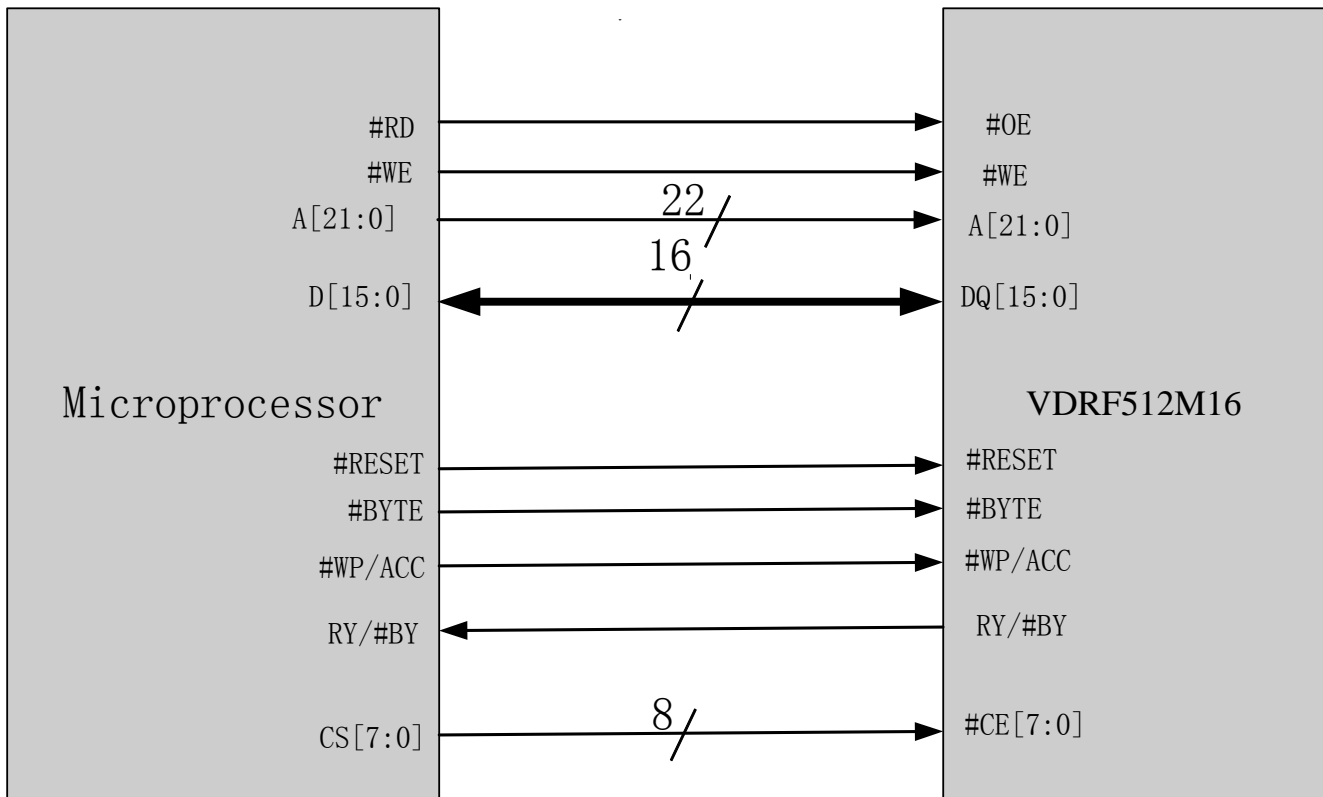 #RD #OE
#WE #WE
22
A[21:0] A[21:0]
16
D[15:0] DQ[15:0]
Microprocessor VDRF512M16
#RESET #RESET
#BYTE #BYTE
#WP/ACC #WP/ACC
RY/#BY RY/#BY
8
CS[7:0] #CE[7:0]